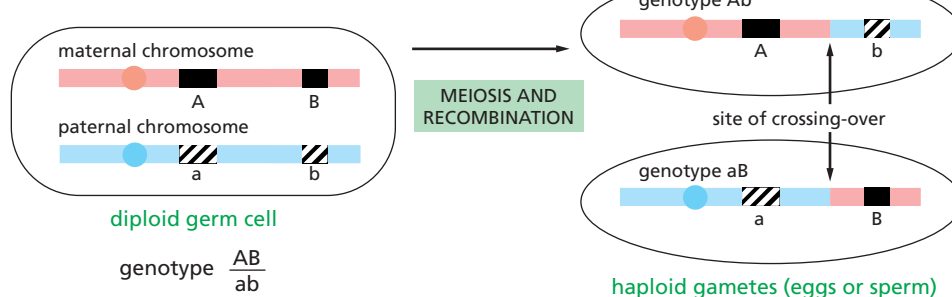 maternal chromosome
A B
paternal chromosome
a b
diploid germ cell
genotype AB
ab
MEIOSIS AND
RECOMBINATION
genotype Ab
A b
site of crossing-over
genotype aB
a B
haploid gametes (eggs or sperm)